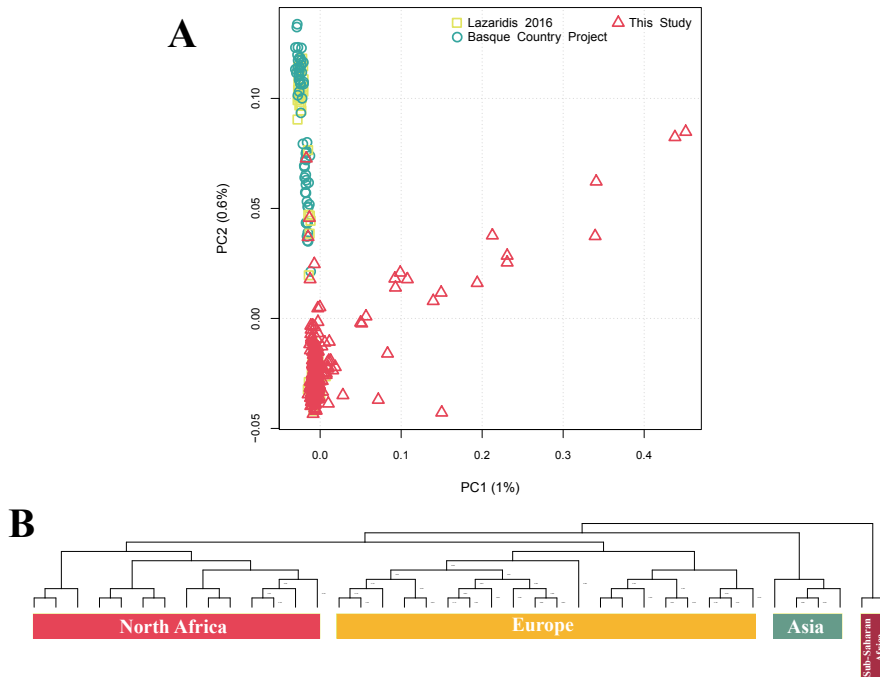 A
Lazaridis 2016
Basque Country Project
This Study
0.10
0.05
0.00
−0.05
PC2 (0.6%)
0.0 0.1 0.2 0.3 0.4
PC1 (1%)
B
North Africa
Europe
Asia
Sub-Saharan
Africa